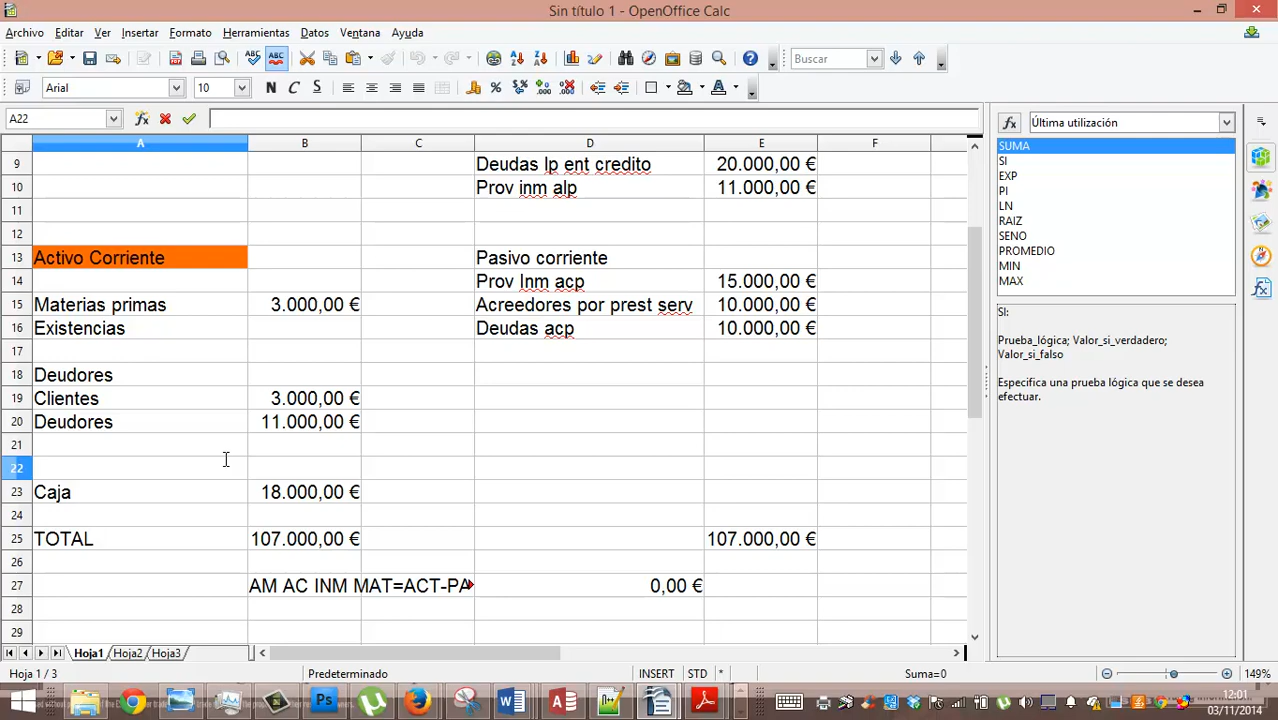 Sin título 1 - OpenOffice Calc
Archivo Editar Ver Insertar Formato Herramientas Datos Ventana Ayuda
Buscar
Arial 10 N C S
A22
Última utilización
A B C D E F
SUMA
SI
EXP
PI
LN
RAIZ
SENO
PROMEDIO
MIN
MAX
9 Deudas lp ent credito 20.000,00 €
10 Prov inm alp 11.000,00 €
11
12
13 Activo Corriente Pasivo corriente
14 Prov Inm acp 15.000,00 €
15 Materias primas 3.000,00 € Acreedores por prest serv 10.000,00 €
16 Existencias Deudas acp 10.000,00 €
17
18 Deudores
19 Clientes 3.000,00 €
20 Deudores 11.000,00 €
21
22
23 Caja 18.000,00 €
24
25 TOTAL 107.000,00 € 107.000,00 €
26
27 AM AC INM MAT=ACT-PA 0,00 €
28
29
SI:
Prueba_lógica; Valor_si_verdadero;
Valor_si_falso
Especifica una prueba lógica que se desea
efectuar.
Hoja1 Hoja2 Hoja3
Hoja 1 / 3 Predeterminado INSERT STD * Suma=0 149%
12:01
03/11/2014